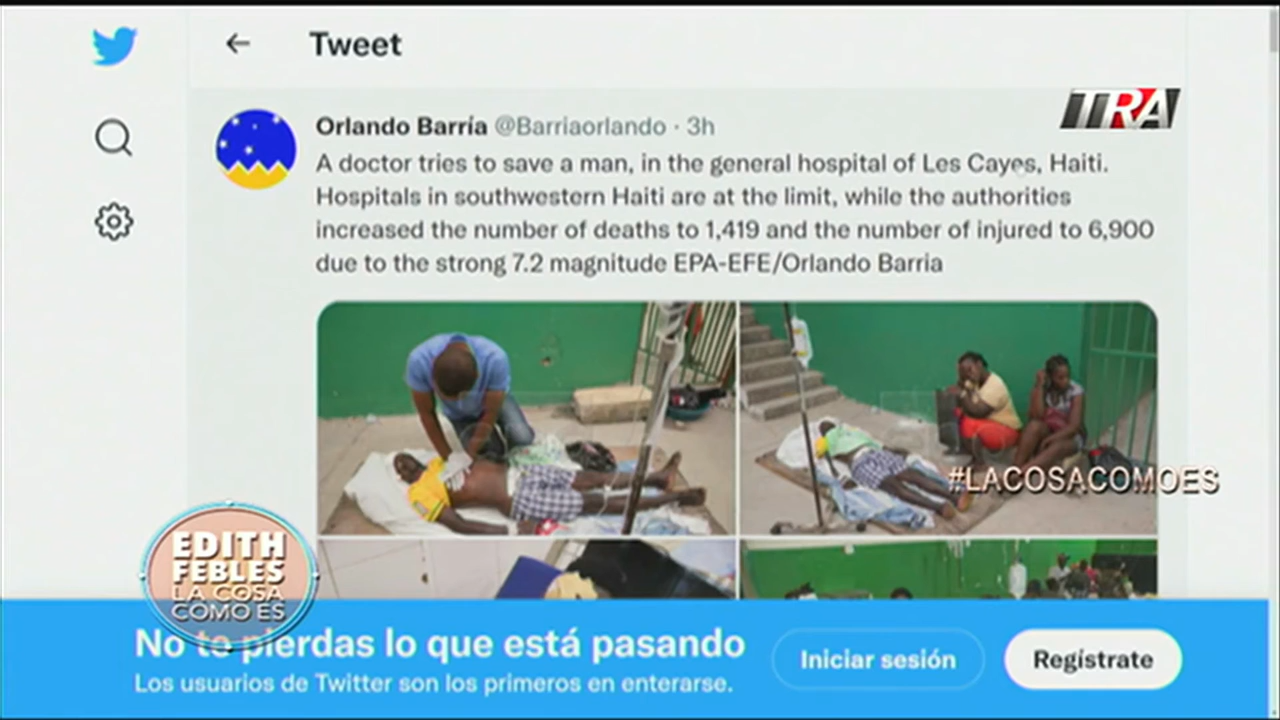 Tweet
TRA
Orlando Barría @Barriaorlando · 3h
A doctor tries to save a man, in the general hospital of Les Cayes, Haiti.
Hospitals in southwestern Haiti are at the limit, while the authorities
increased the number of deaths to 1,419 and the number of injured to 6,900
due to the strong 7.2 magnitude EPA-EFE/Orlando Barria
#LACOSACOMOES
EDITH
FEBLES
LA COSA
COMO ES
No te pierdas lo que está pasando
Los usuarios de Twitter son los primeros en enterarse.
Iniciar sesión
Regístrate